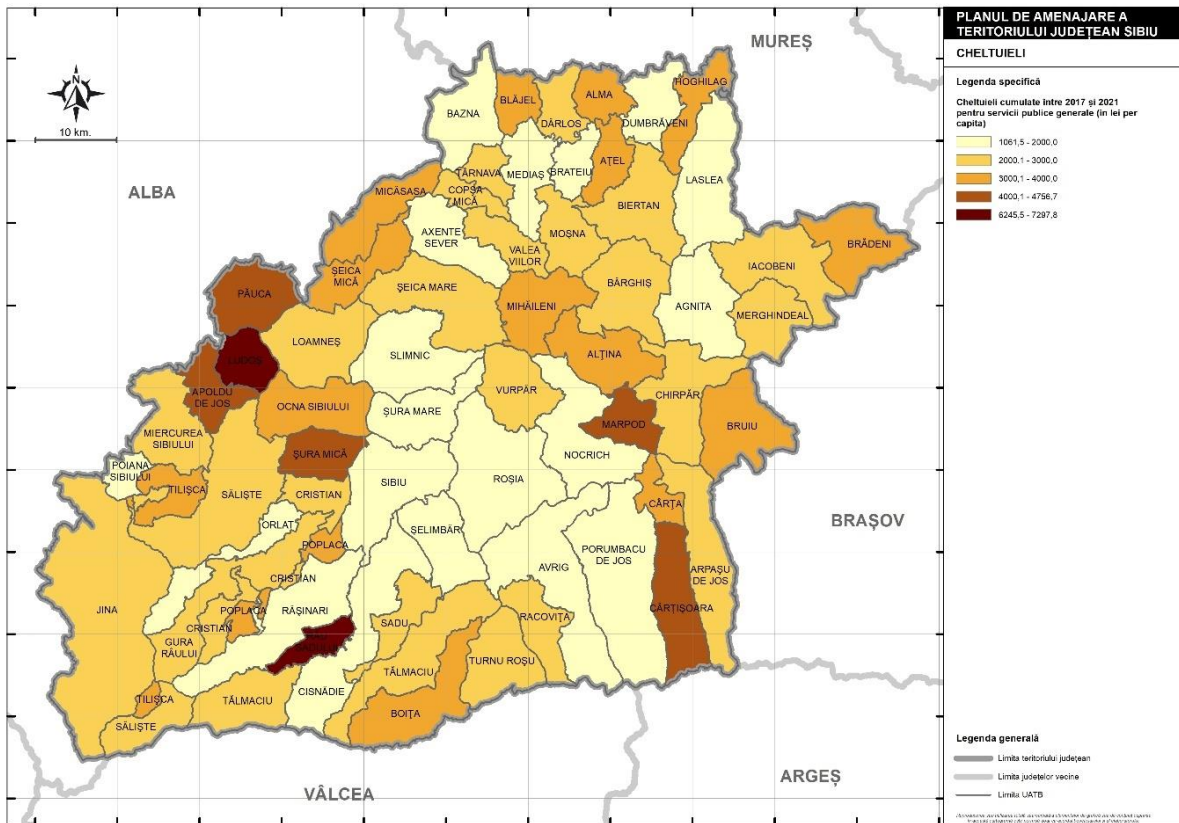 PLANUL DE AMENAJARE A
TERITORIULUI JUDEȚEAN SIBIU
CHELTUIELI
Legenda specifică
Cheltuieli cumulate între 2017 și 2021
pentru servicii publice generale (în lei per
capita)
1061,5 - 2000,0
2000,1 - 3000,0
3000,1 - 4000,0
4000,1 - 4756,7
6245,5 - 7297,8
N
10 km.
MUREȘ
ALBA
BRAȘOV
ARGEȘ
VÂLCEA
BAZNA
BLĂJEL
DÂRLOS
ALMA
DUMBRĂVENI
HOGHILAG
TÂRNAVA
MEDIAȘ
BRATEIU
AȚEL
LASLEA
MICĂSASA
COPȘA
MICĂ
BIERTAN
AXENTE
SEVER
VALEA
VIILOR
MOȘNA
BRĂDENI
IACOBENI
ȘEICA
MICĂ
ȘEICA MARE
BÂRGHIȘ
PĂUCA
MIHĂILENI
AGNITA
MERGHINDEAL
LOAMNEȘ
SLIMNIC
ALȚINA
LUDOȘ
APOLDU
DE JOS
VURPĂR
CHIRPĂR
OCNA SIBIULUI
ȘURA MARE
MARPOD
BRUIU
MIERCUREA
SIBIULUI
ȘURA MICĂ
NOCRICH
POIANA
SIBIULUI
TILIȘCA
SĂLIȘTE
CRISTIAN
SIBIU
ROȘIA
CÂRȚA
ORLAT
ȘELIMBĂR
POPLACA
PORUMBACU
DE JOS
AVRIG
ARPAȘU
DE JOS
CRISTIAN
JINA
POPLACA
RĂȘINARI
CÂRȚIȘOARA
CRISTIAN
SADU
RACOVIȚA
GURA
RÂULUI
TĂLMACIU
TURNU ROȘU
TILIȘCA
TĂLMACIU
CISNĂDIE
BOIȚA
SĂLIȘTE
Legenda generală
Limita teritoriului județean
Limita județelor vecine
Limita UATB